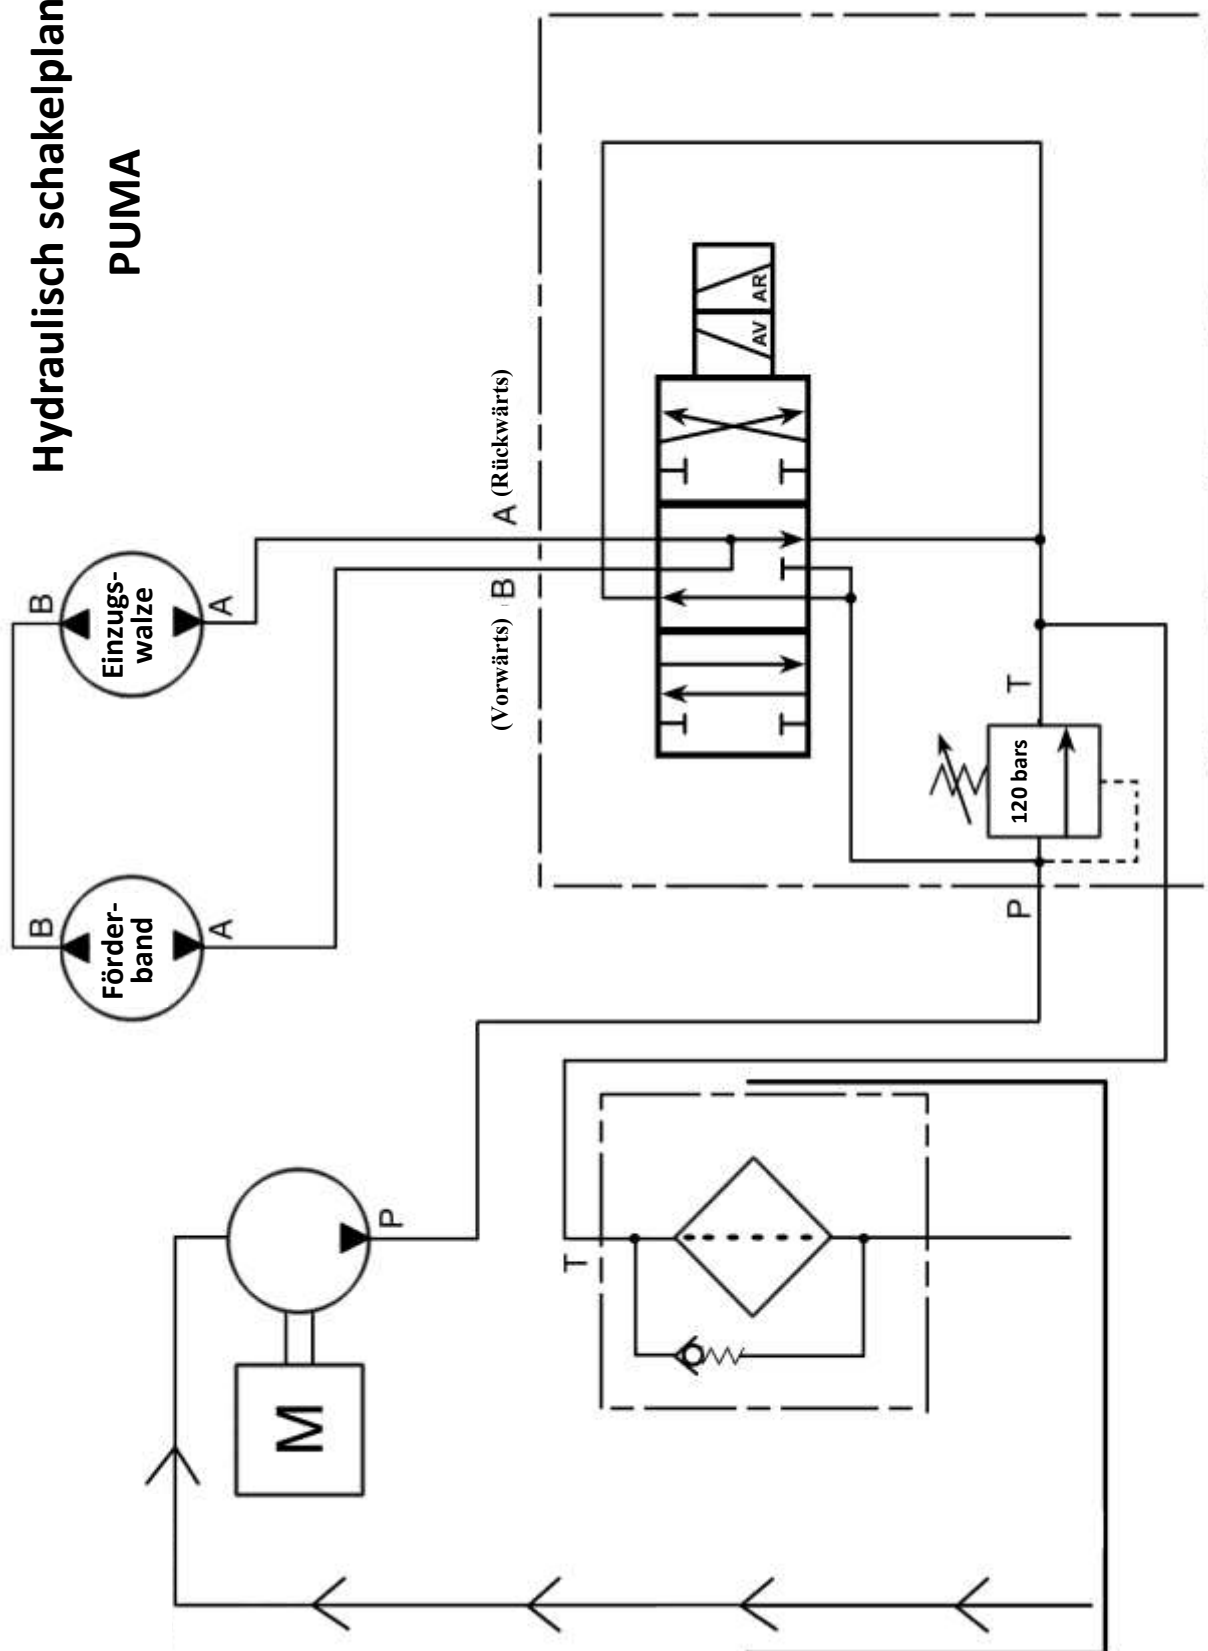 Hydraulisch schakelplan
PUMA
B
Einzugs-
walze
A
B
Förder-
band
A
A (Rückwärts)
(Vorwärts) B
AV AR
T
120 bars
P
M
P
T